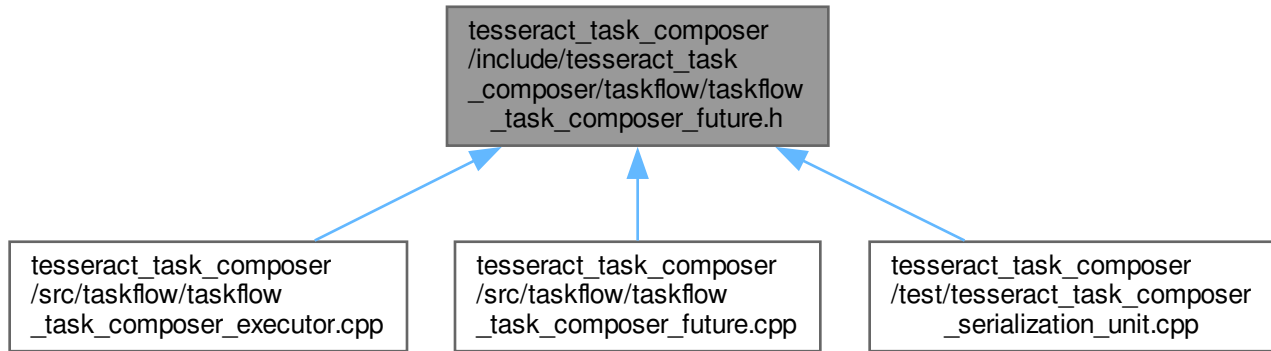 tesseract_task_composer
/include/tesseract_task
_composer/taskflow/taskflow
_task_composer_future.h
tesseract_task_composer
/src/taskflow/taskflow
_task_composer_executor.cpp
tesseract_task_composer
/src/taskflow/taskflow
_task_composer_future.cpp
tesseract_task_composer
/test/tesseract_task_composer
_serialization_unit.cpp